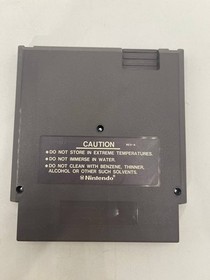 CAUTION
REV-A
• DO NOT STORE IN EXTREME TEMPERATURES.
• DO NOT IMMERSE IN WATER.
• DO NOT CLEAN WITH BENZENE, THINNER,
ALCOHOL OR OTHER SUCH SOLVENTS.
Nintendo®